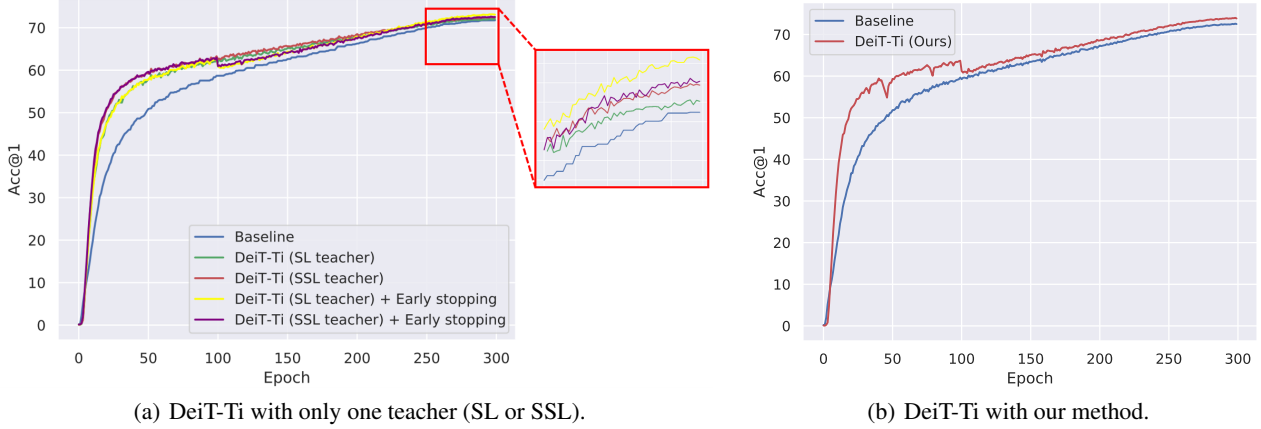 70
60
50
40
30
20
10
0
Acc@1
0 50 100 150 200 250 300
Epoch
Baseline
DeiT-Ti (SL teacher)
DeiT-Ti (SSL teacher)
DeiT-Ti (SL teacher) + Early stopping
DeiT-Ti (SSL teacher) + Early stopping
(a) DeiT-Ti with only one teacher (SL or SSL).
Baseline
DeiT-Ti (Ours)
70
60
50
40
30
20
10
0
Acc@1
0 50 100 150 200 250 300
Epoch
(b) DeiT-Ti with our method.